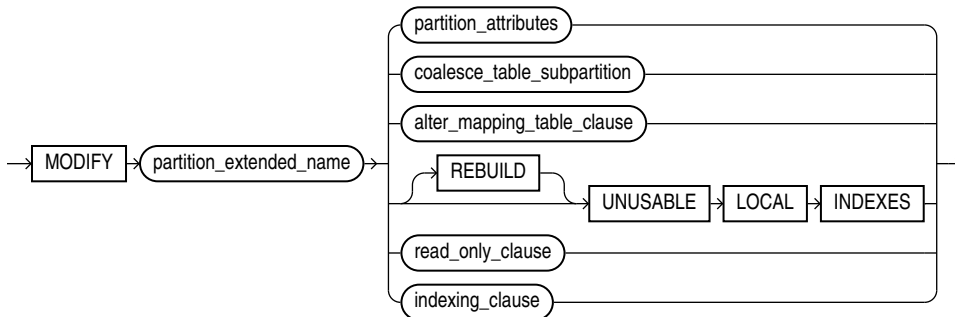 partition_attributes
coalesce_table_subpartition
alter_mapping_table_clause
MODIFY partition_extended_name
REBUILD
UNUSABLE LOCAL INDEXES
read_only_clause
indexing_clause